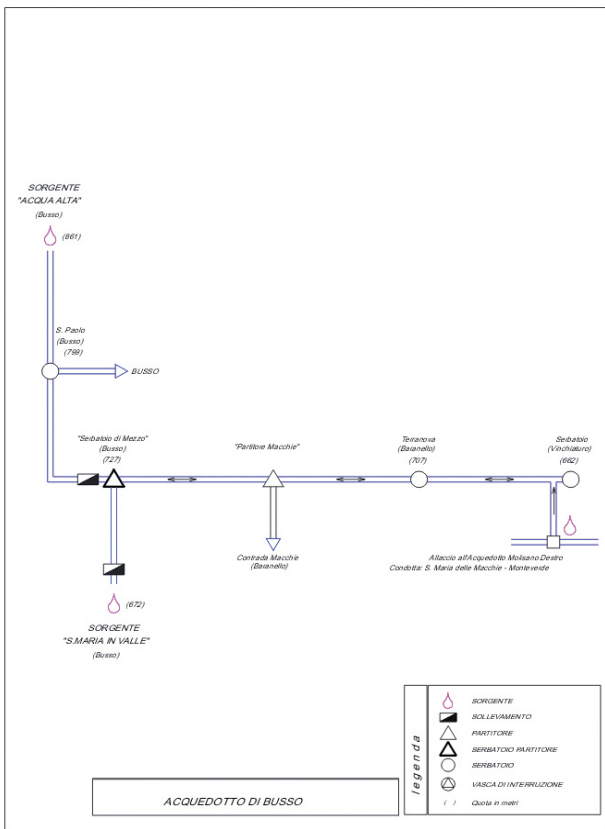 SORGENTE
"ACQUA ALTA"
(Busso)
(861)
S. Paolo
(Busso)
(799)
BUSSO
"Serbatoio di Mezzo"
(Busso)
(727)
"Partitore Macchie"
Terranova
(Baranello)
(707)
Serbatoio
(Vinchiaturo)
(662)
Contrada Macchie
(Baranello)
Allaccio all'Acquedotto Molisano Destro
Condotta: S. Maria delle Macchie - Monteverde
(672)
SORGENTE
"S.MARIA IN VALLE"
(Busso)
legenda
SORGENTE
SOLLEVAMENTO
PARTITORE
SERBATOIO PARTITORE
SERBATOIO
VASCA DI INTERRUZIONE
( ) Quota in metri
ACQUEDOTTO DI BUSSO